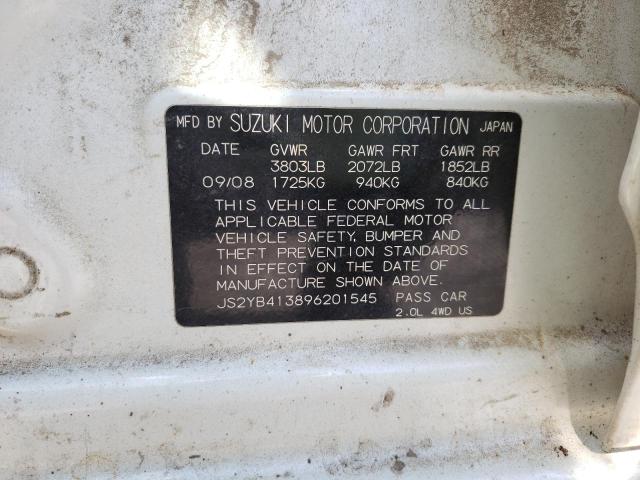 MFD BY SUZUKI MOTOR CORPORATION JAPAN
DATE GVWR GAWR FRT GAWR RR
3803LB 2072LB 1852LB
09/08 1725KG 940KG 840KG
THIS VEHICLE CONFORMS TO ALL
APPLICABLE FEDERAL MOTOR
VEHICLE SAFETY, BUMPER AND
THEFT PREVENTION STANDARDS
IN EFFECT ON THE DATE OF
MANUFACTURE SHOWN ABOVE.
JS2YB413896201545 PASS CAR
2.0L 4WD US